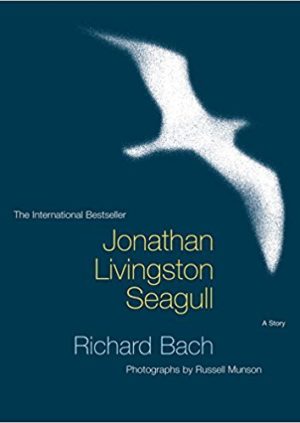 The International Bestseller
Jonathan
Livingston
Seagull
A Story
Richard Bach
Photographs by Russell Munson